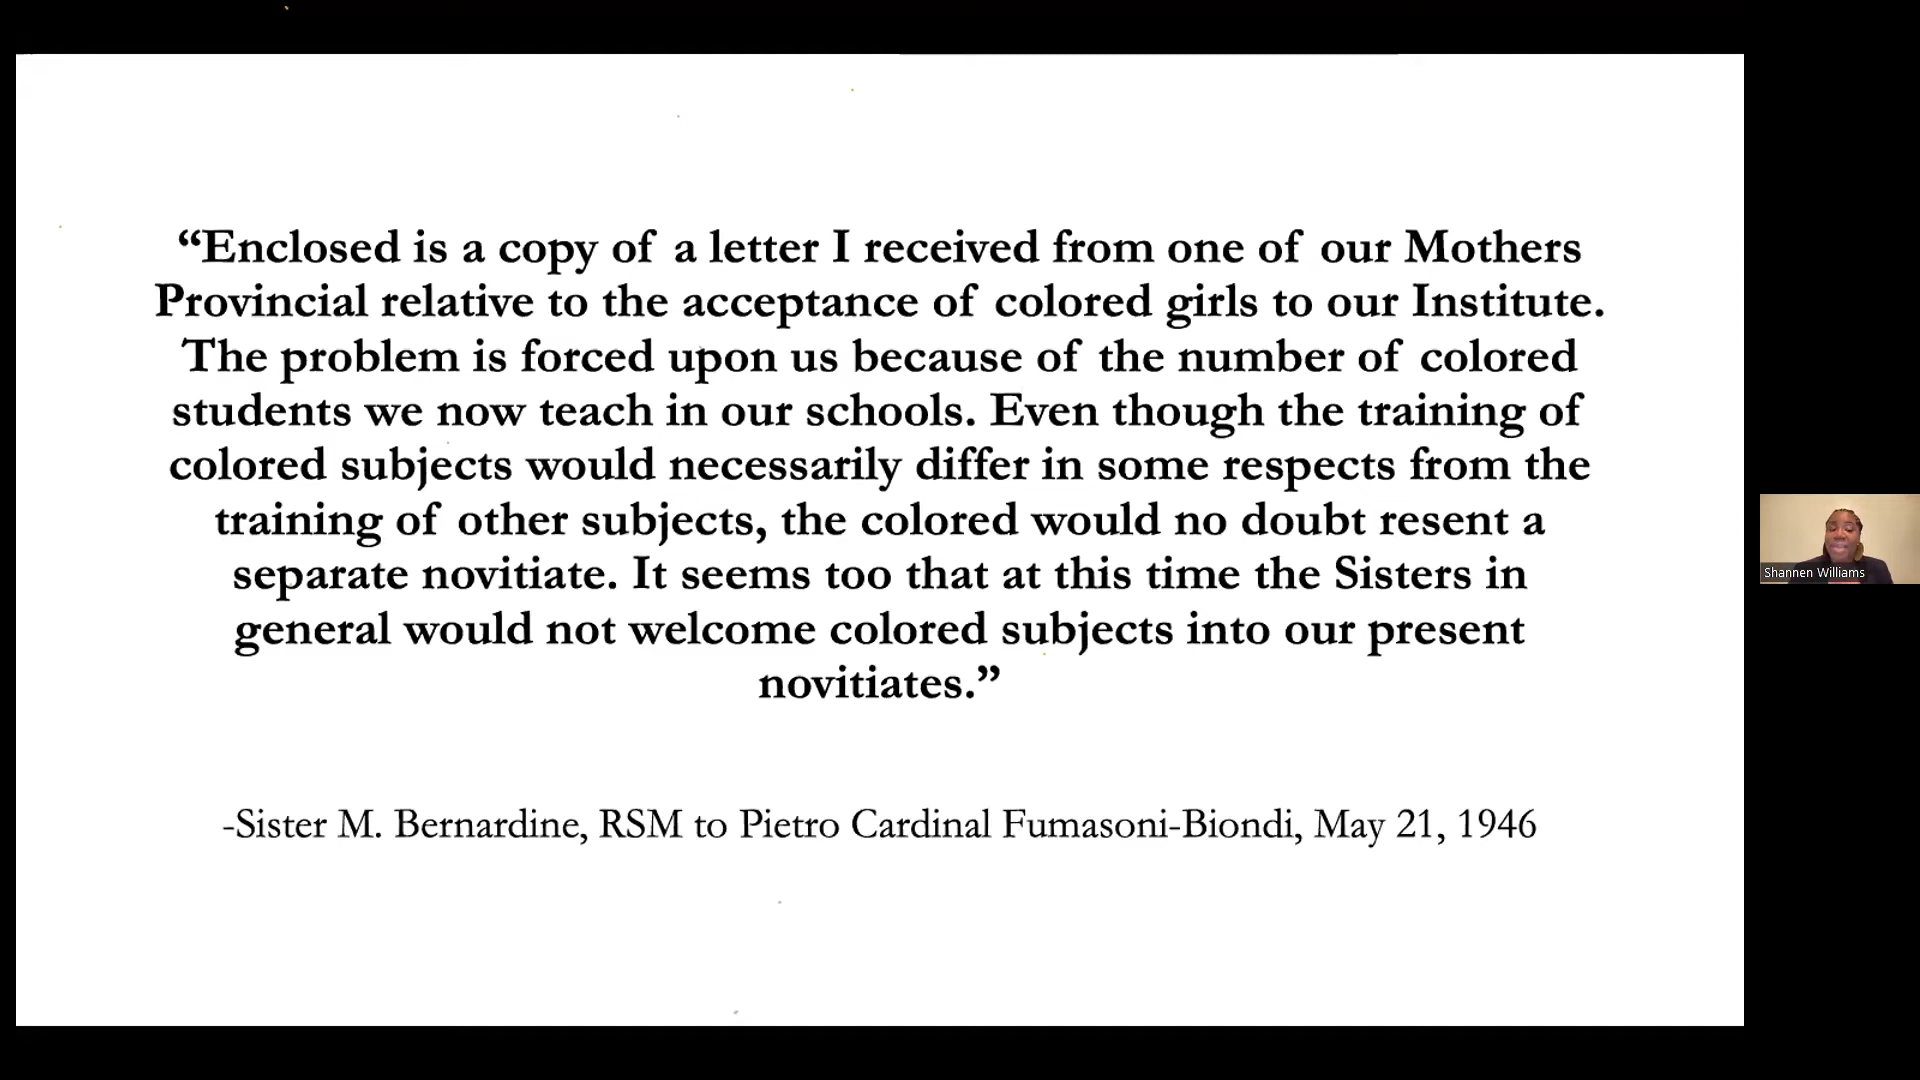 “Enclosed is a copy of a letter I received from one of our Mothers
Provincial relative to the acceptance of colored girls to our Institute.
The problem is forced upon us because of the number of colored
students we now teach in our schools. Even though the training of
colored subjects would necessarily differ in some respects from the
training of other subjects, the colored would no doubt resent a
separate novitiate. It seems too that at this time the Sisters in
general would not welcome colored subjects into our present
novitiates.”
-Sister M. Bernardine, RSM to Pietro Cardinal Fumasoni-Biondi, May 21, 1946
Shannen Williams